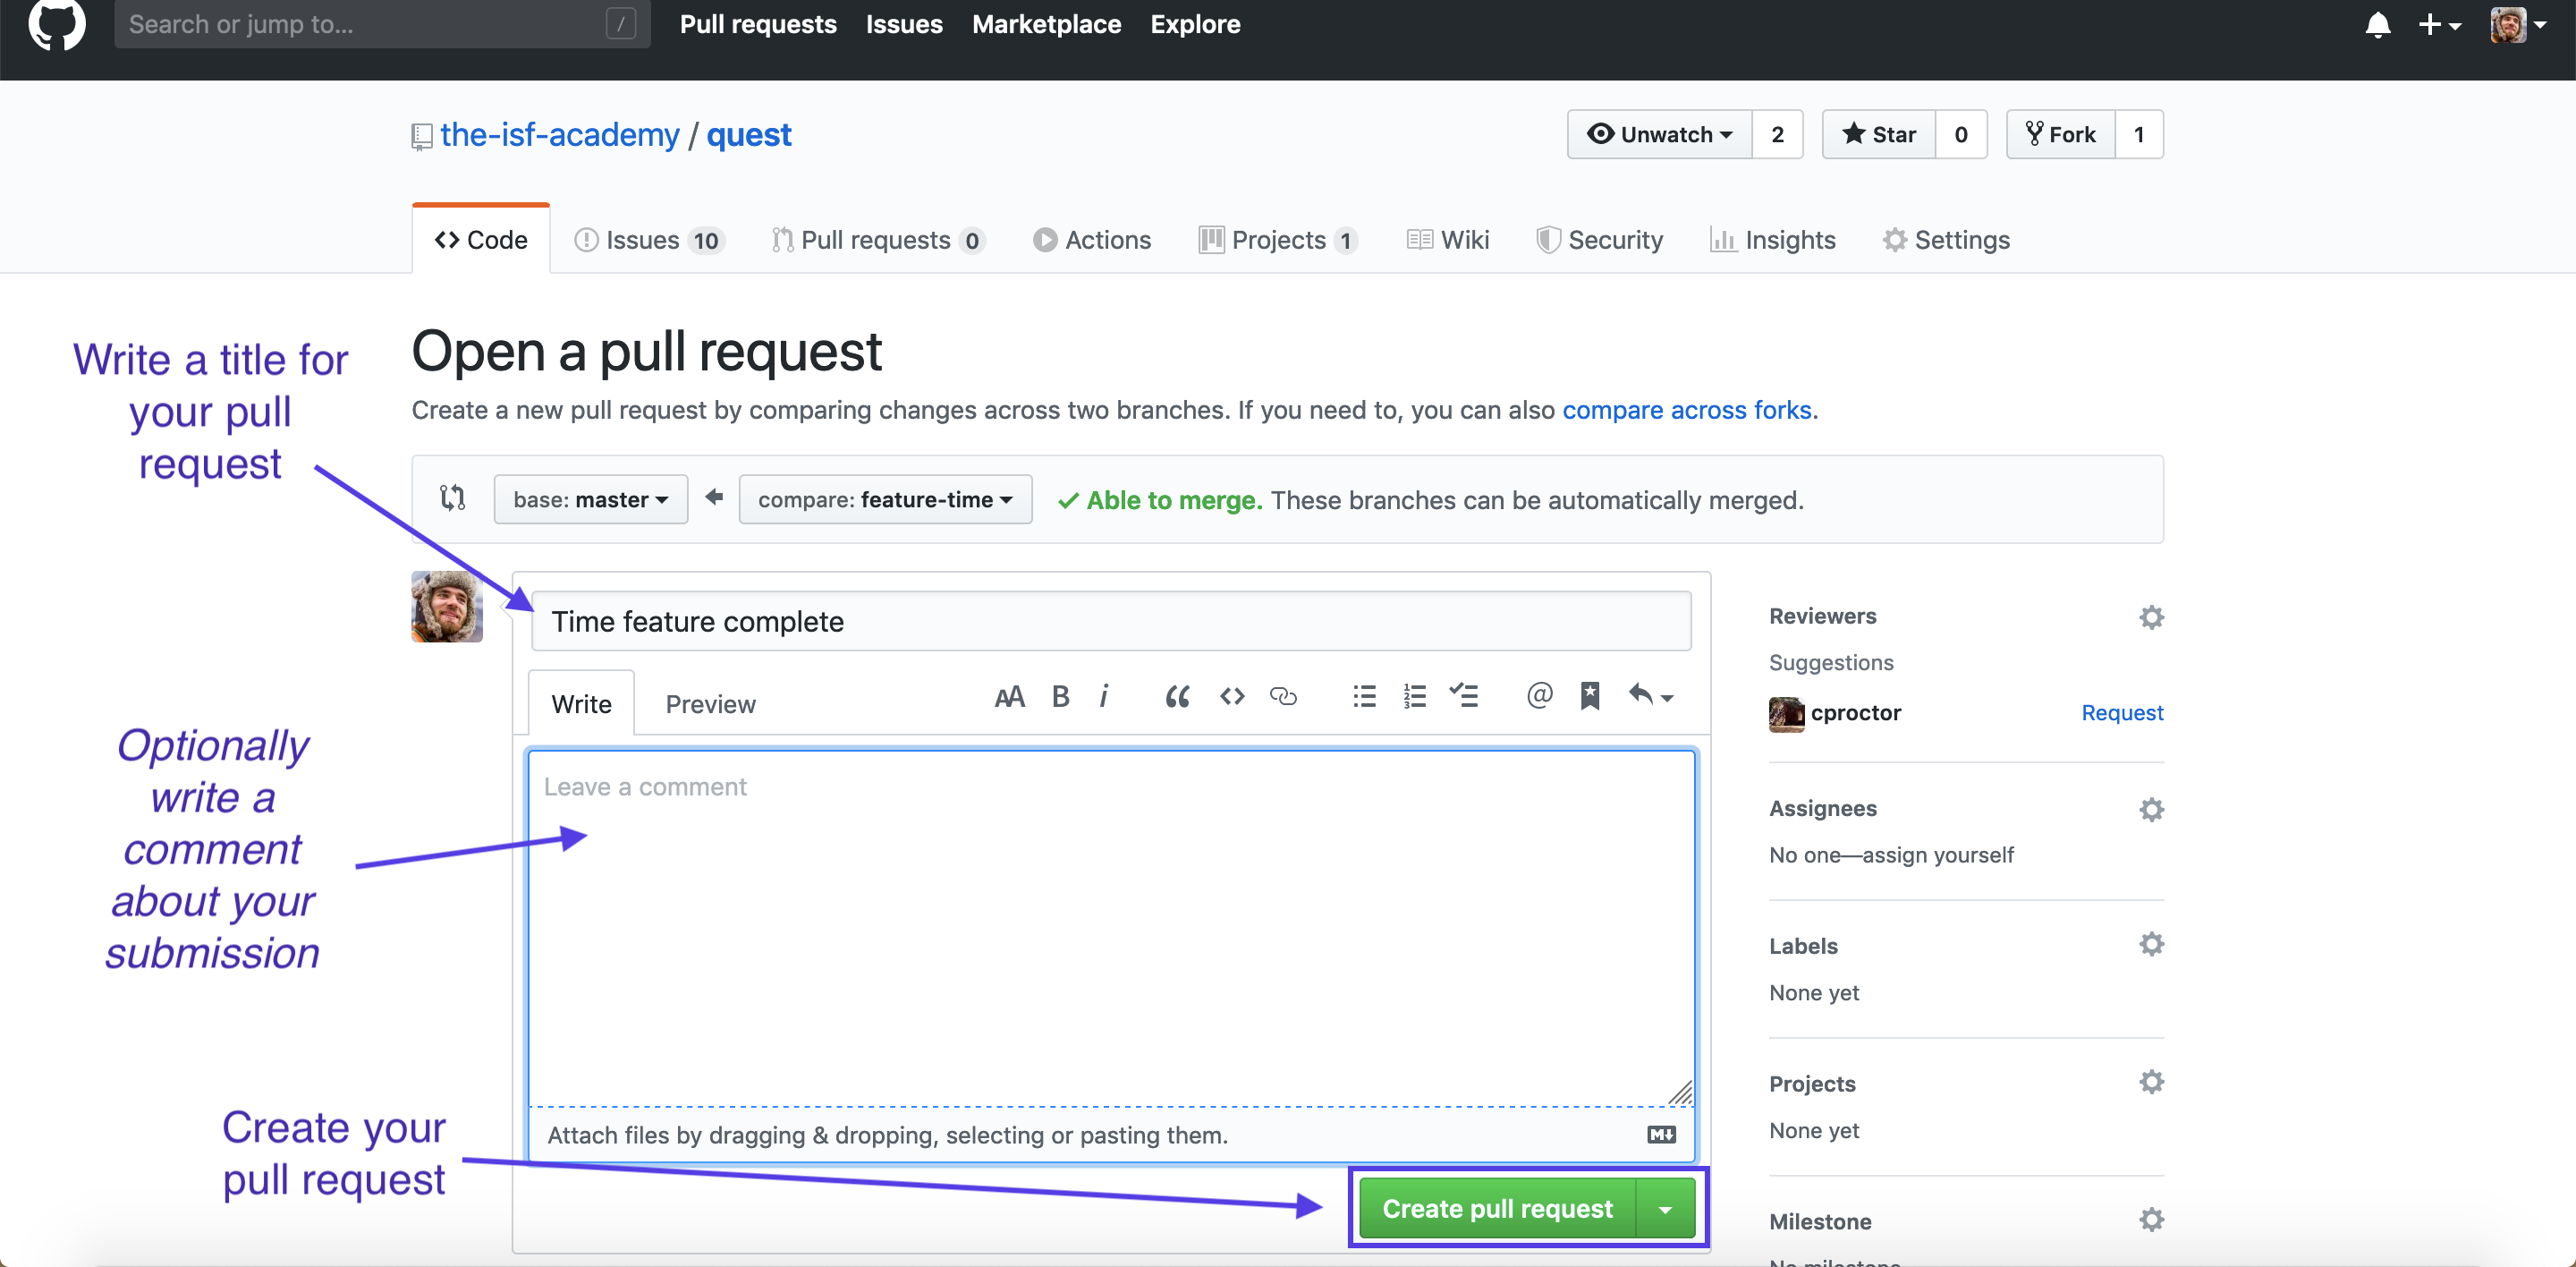 Search or jump to... /
Pull requests Issues Marketplace Explore
the-isf-academy / quest
Unwatch 2 Star 0 Fork 1
Code Issues 10 Pull requests 0 Actions Projects 1 Wiki Security Insights Settings
Write a title for
your pull
request
Open a pull request
Create a new pull request by comparing changes across two branches. If you need to, you can also compare across forks.
base: master compare: feature-time Able to merge. These branches can be automatically merged.
Time feature complete
Write Preview AA B i @
Leave a comment
Optionally
write a
comment
about your
submission
Attach files by dragging & dropping, selecting or pasting them. M
Create your
pull request
Create pull request
Reviewers
Suggestions
cproctor Request
Assignees
No one—assign yourself
Labels
None yet
Projects
None yet
Milestone
No milestone